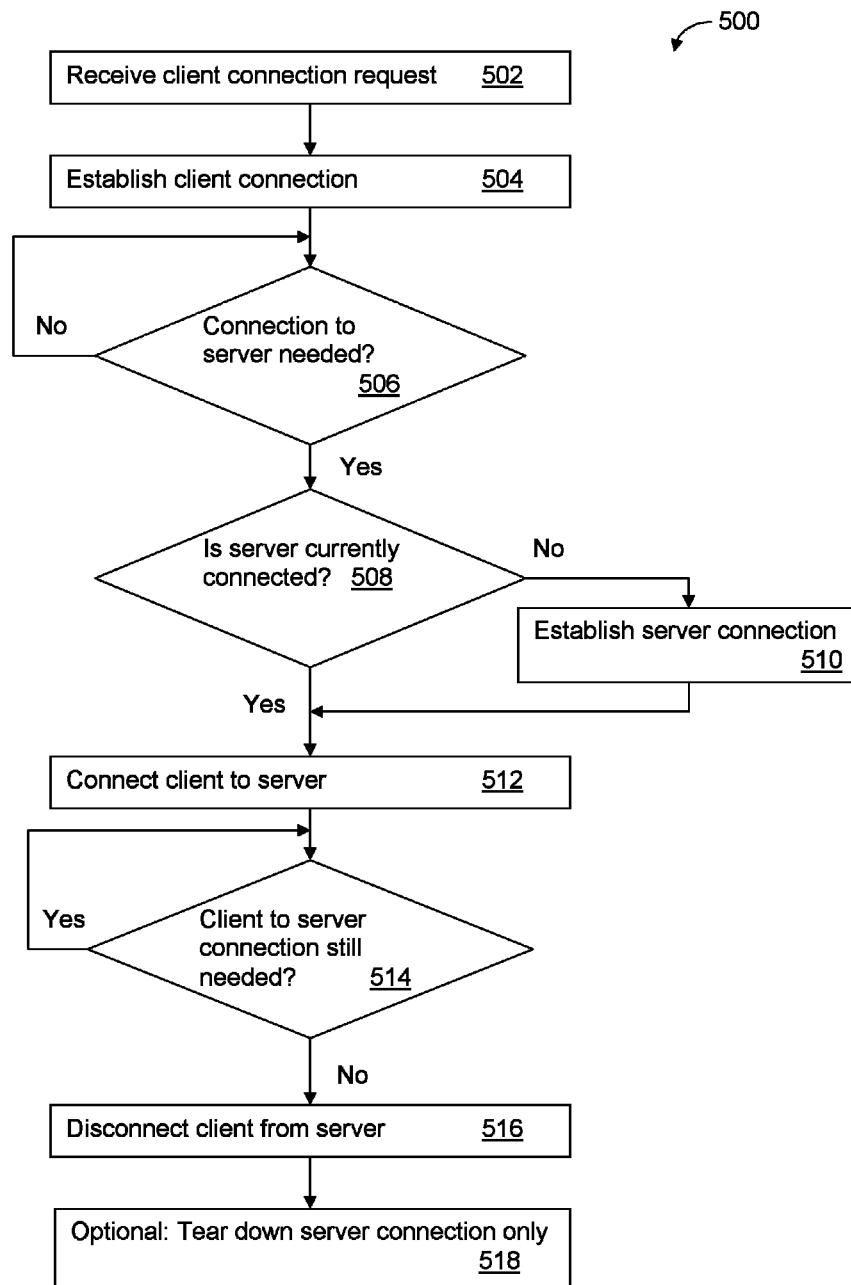 500
Receive client connection request 502
Establish client connection 504
No
Connection to
server needed?
506
Yes
Is server currently
connected? 508
No
Establish server connection
510
Yes
Connect client to server 512
Yes
Client to server
connection still
needed? 514
No
Disconnect client from server 516
Optional: Tear down server connection only
518